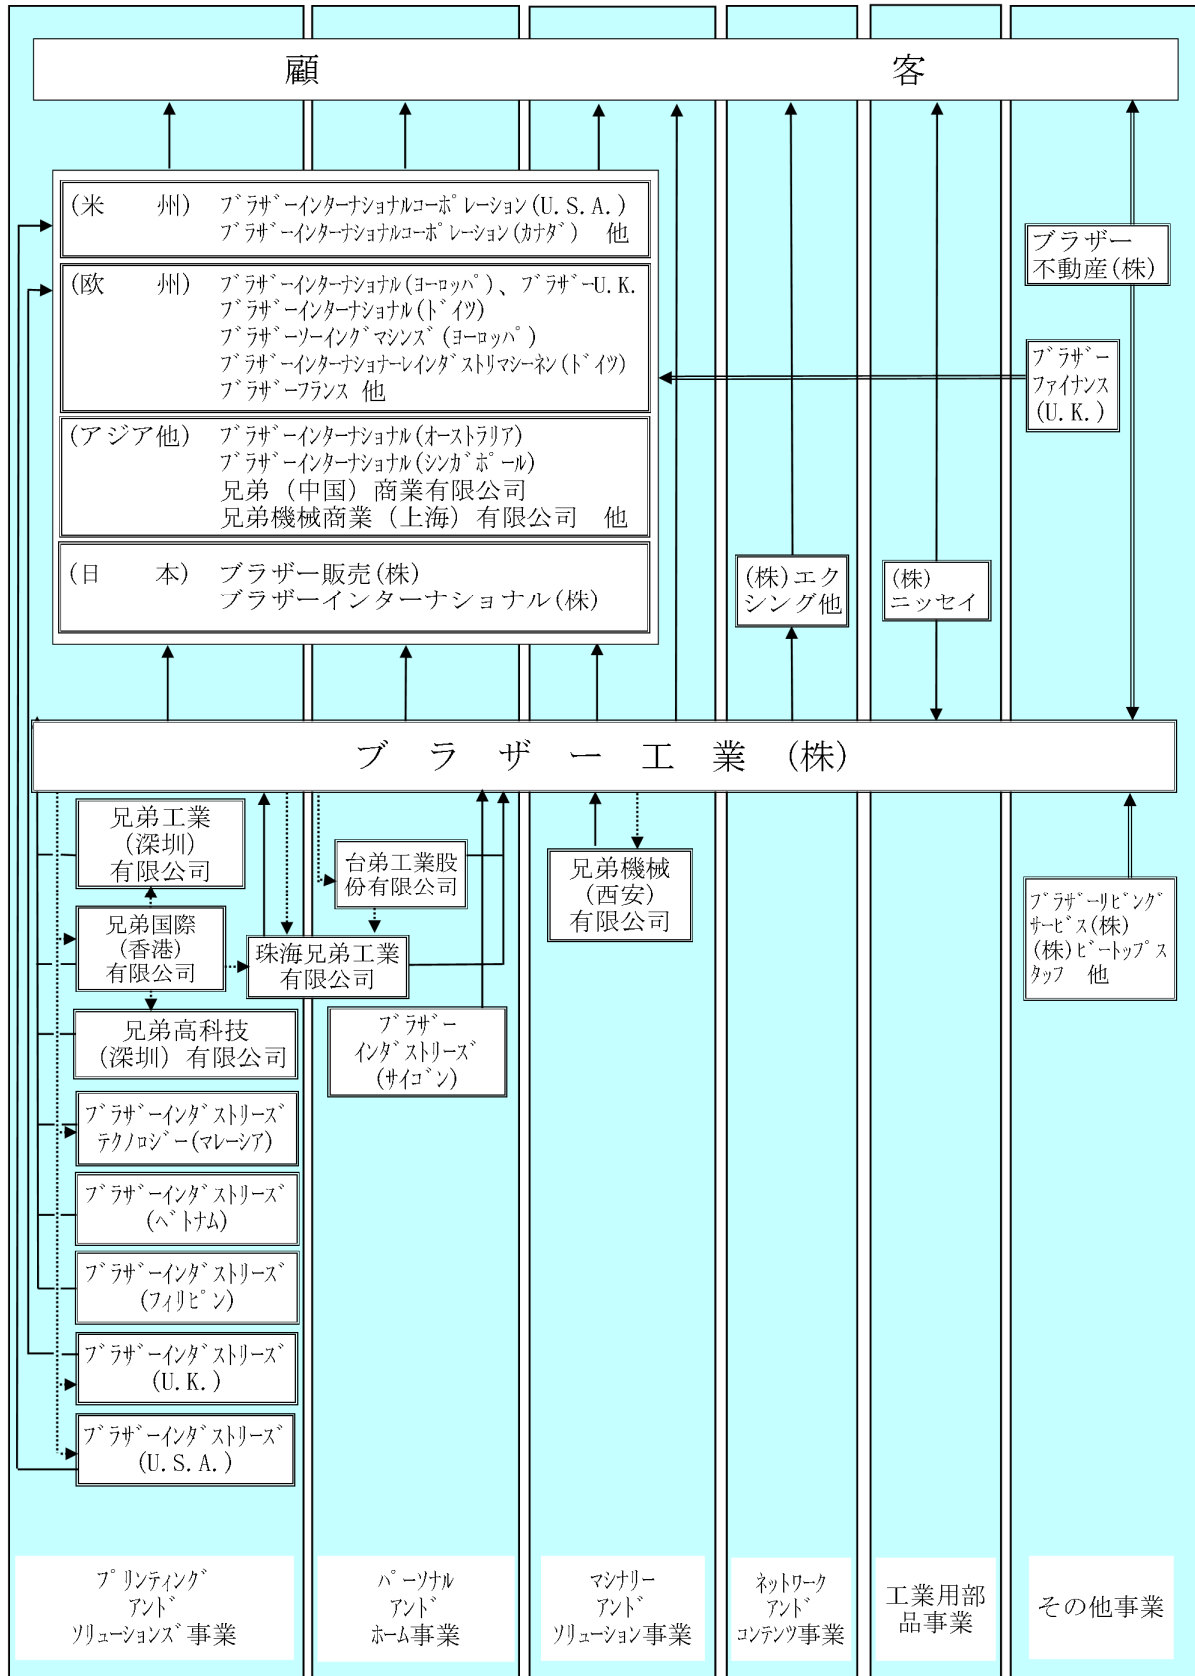 顧客
(米 州) ブラザーインターナショナルコーポレーション(U.S.A.)
ブラザーインターナショナルコーポレーション(カナダ) 他
(欧 州) ブラザーインターナショナル(ヨーロッパ)、ブラザーU.K.
ブラザーインターナショナル(ドイツ)
ブラザーソーイングマシンズ(ヨーロッパ)
ブラザーインターナショナーレインダストリマシーネン(ドイツ)
ブラザーフランス 他
(アジア他) ブラザーインターナショナル(オーストラリア)
ブラザーインターナショナル(シンガポール)
兄弟(中国)商業有限公司
兄弟機械商業(上海)有限公司 他
(日 本) ブラザー販売(株)
ブラザーインターナショナル(株)
ブラザー
不動産(株)
ブラザー
ファイナンス
(U.K.)
(株)エク
シング他
(株)
ニッセイ
ブラザー工業(株)
兄弟工業
(深圳)
有限公司
兄弟国際
(香港)
有限公司
兄弟高科技
(深圳)有限公司
ブラザーインダストリーズ
テクノロジー(マレーシア)
ブラザーインダストリーズ
(ベトナム)
ブラザーインダストリーズ
(フィリピン)
ブラザーインダストリーズ
(U.K.)
ブラザーインダストリーズ
(U.S.A.)
珠海兄弟工業
有限公司
台弟工業股
份有限公司
ブラザー
インダストリーズ
(サイゴン)
兄弟機械
(西安)
有限公司
ブラザーリビング
サービス(株)
(株)ビートップス
タッフ 他
プリンティング
アンド
ソリューションズ事業
パーソナル
アンド
ホーム事業
マシナリー
アンド
ソリューション事業
ネットワーク
アンド
コンテンツ事業
工業用部
品事業
その他事業